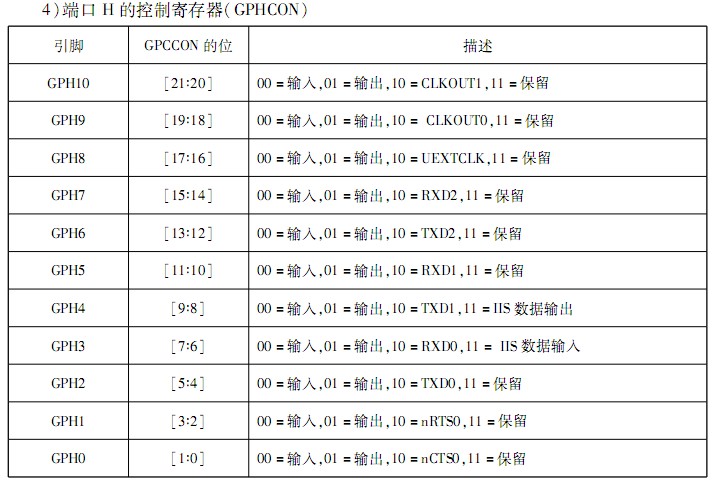 4)端口 H 的控制寄存器(GPHCON)
引脚 GPCCON 的位 描述
GPH10 [21:20] 00=输入,01=输出,10=CLKOUT1,11=保留
GPH9 [19:18] 00=输入,01=输出,10= CLKOUT0,11=保留
GPH8 [17:16] 00=输入,01=输出,10=UEXTCLK,11=保留
GPH7 [15:14] 00=输入,01=输出,10=RXD2,11=保留
GPH6 [13:12] 00=输入,01=输出,10=TXD2,11=保留
GPH5 [11:10] 00=输入,01=输出,10=RXD1,11=保留
GPH4 [9:8] 00=输入,01=输出,10=TXD1,11=IIS 数据输出
GPH3 [7:6] 00=输入,01=输出,10=RXD0,11= IIS 数据输入
GPH2 [5:4] 00=输入,01=输出,10=TXD0,11=保留
GPH1 [3:2] 00=输入,01=输出,10=nRTS0,11=保留
GPH0 [1:0] 00=输入,01=输出,10=nCTS0,11=保留